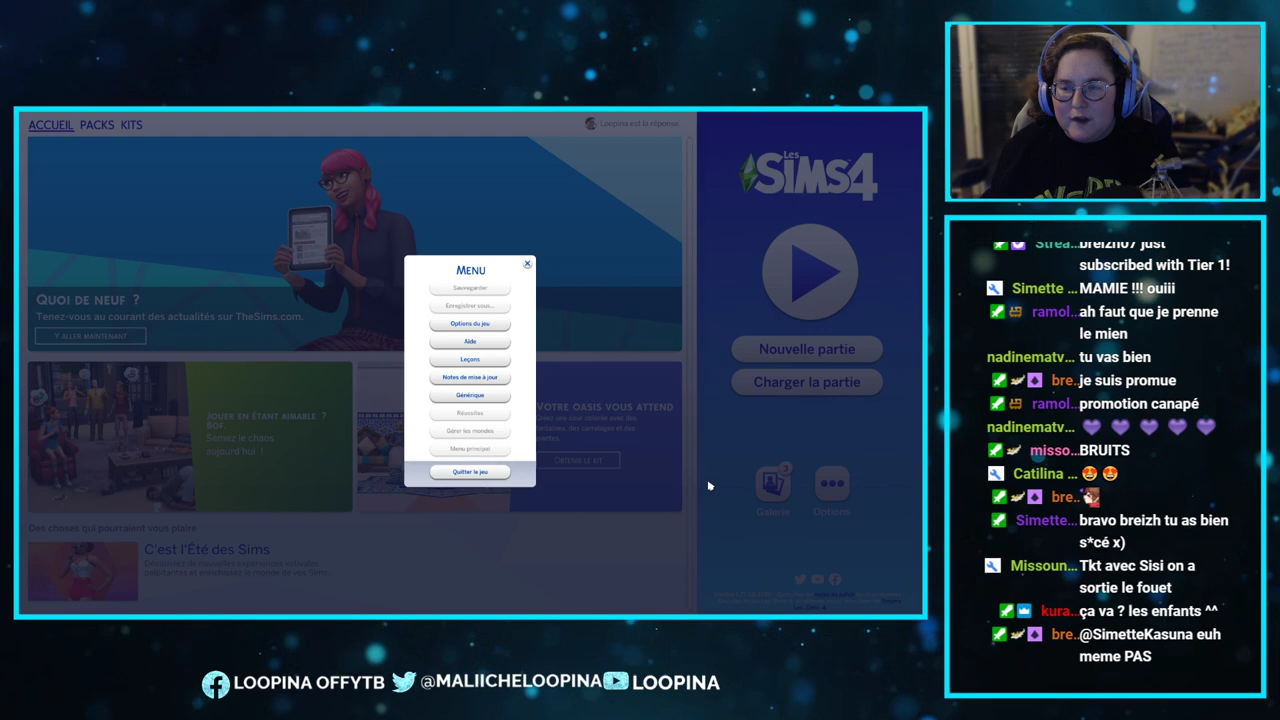 ACCUEIL PACKS KITS
Loopina est la réponse.
QUOI DE NEUF ?
Tenez-vous au courant des actualités sur TheSims.com.
Y ALLER MAINTENANT
JOUER EN ÉTANT AIMABLE ?
BOF.
Semez le chaos
aujourd'hui !
VOTRE OASIS VOUS ATTEND
OBTENIR LE KIT
Des choses qui pourraient vous plaire
C'est l'Été des Sims
MENU
Sauvegarder
Enregistrer sous...
Options du jeu
Aide
Leçons
Notes de mise à jour
Générique
Réussites
Gérer les mondes
Menu principal
Quitter le jeu
Les SiMS 4
Nouvelle partie
Charger la partie
3
Galerie
Options
Strea... breizh07 just
subscribed with Tier 1!
Simette ... MAMIE !!! ouiii
ramol... ah faut que je prenne
le mien
nadinematv... tu vas bien
bre.. je suis promue
ramol... promotion canapé
nadinematv... 💜 💜 💜 💜 💜
misso... BRUITS
Catilina ... 🤩 🤩
bre..
Simette... bravo breizh tu as bien
s*cé x)
Missoun... Tkt avec Sisi on a
sortie le fouet
kura... ça va ? les enfants ^^
bre.. @SimetteKasuna euh
meme PAS
LOOPINA OFFYTB @MALIICHELOOPINA LOOPINA